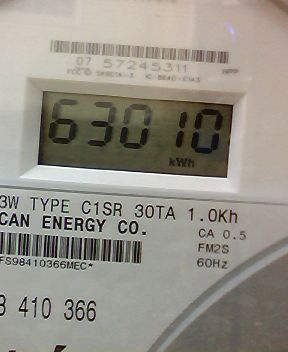 07 57245311
NPP
63010
kWh
3W TYPE C1SR 30TA 1.0Kh
CAN ENERGY CO.
CA 0.5
FM2S
FS98410366MEC*
60Hz
410 366